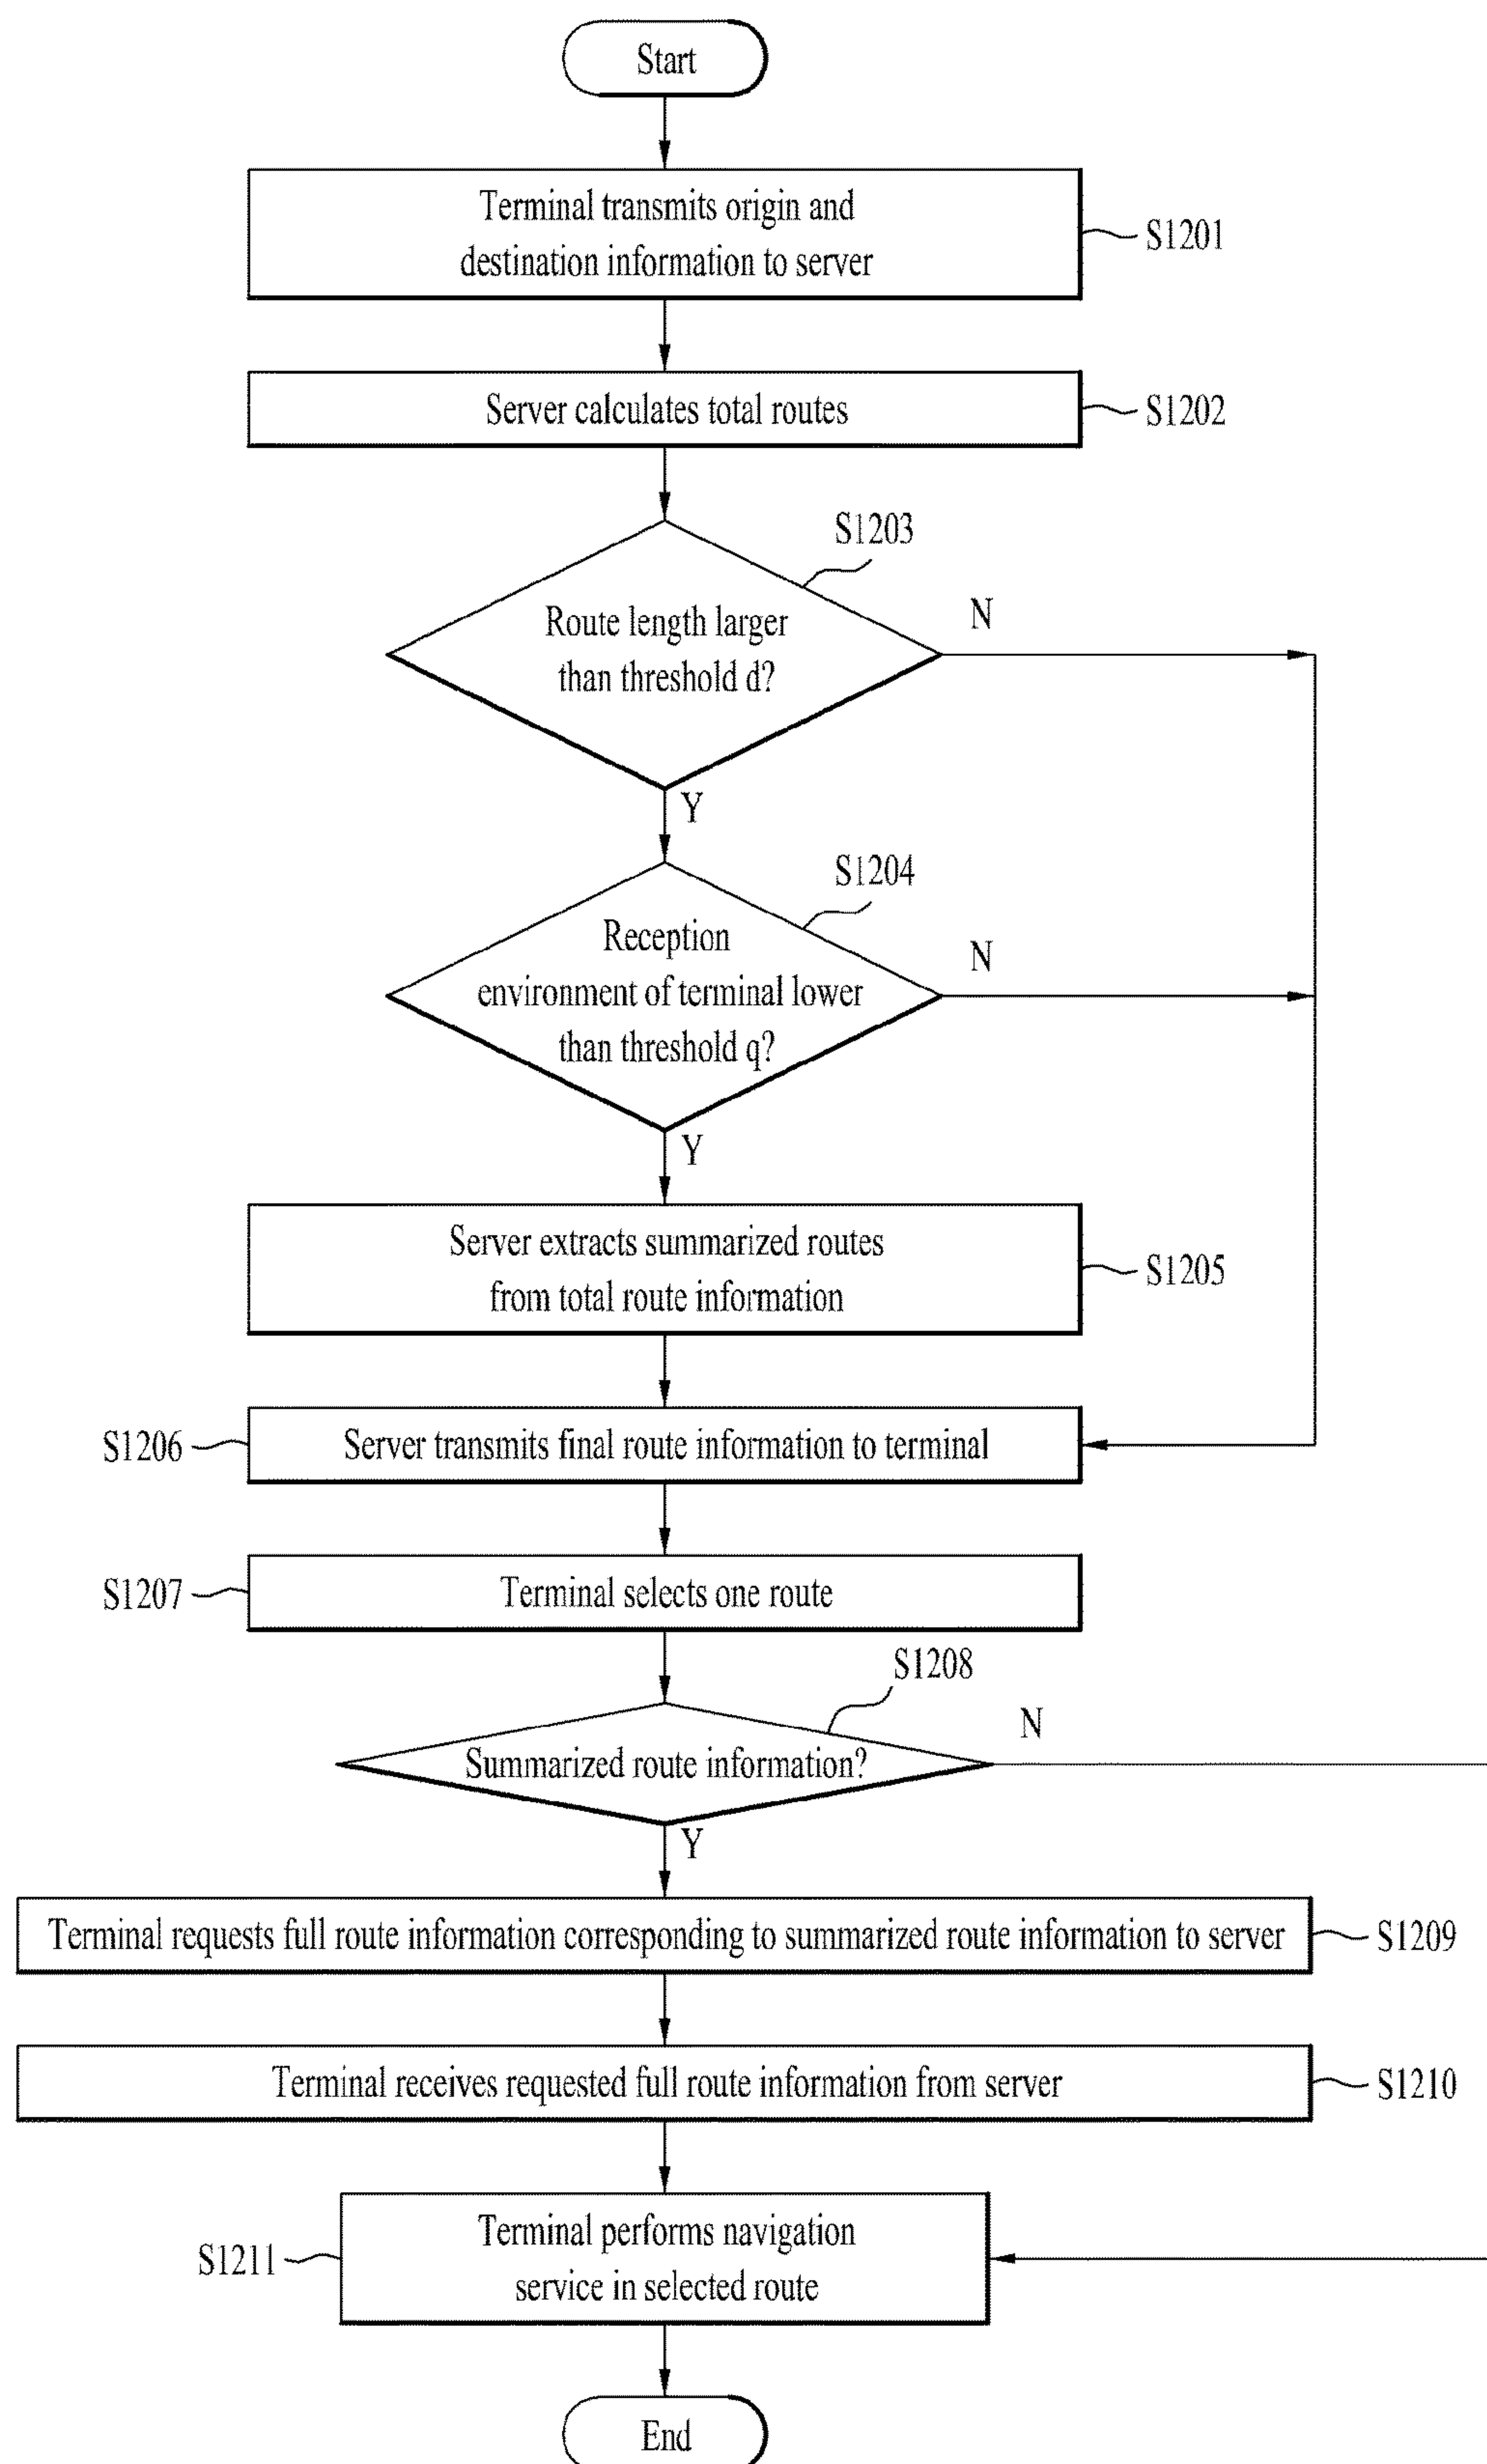 Start
Terminal transmits origin and
destination information to server
S1201
Server calculates total routes
S1202
S1203
Route length larger
than threshold d?
N
Y
S1204
Reception
environment of terminal lower
than threshold q?
N
Y
Server extracts summarized routes
from total route information
S1205
S1206
Server transmits final route information to terminal
S1207
Terminal selects one route
S1208
Summarized route information?
N
Y
Terminal requests full route information corresponding to summarized route information to server
S1209
Terminal receives requested full route information from server
S1210
S1211
Terminal performs navigation
service in selected route
End